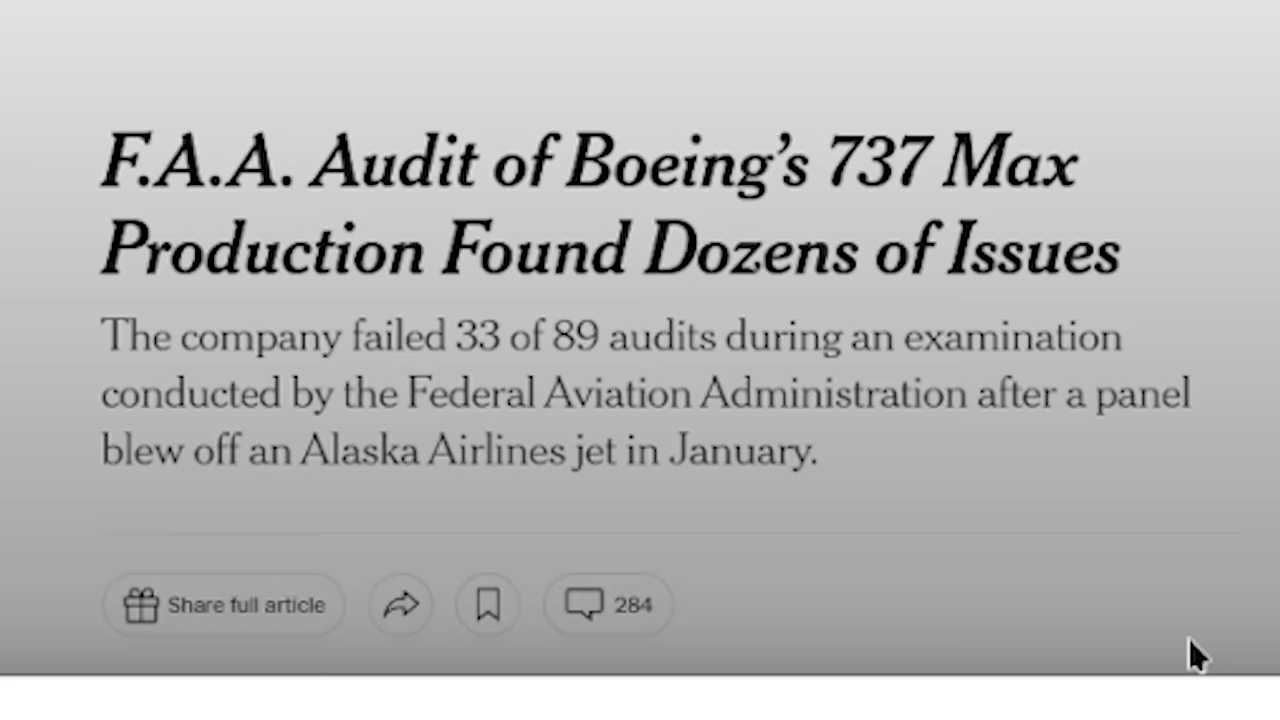 F.A.A. Audit of Boeing’s 737 Max
Production Found Dozens of Issues
The company failed 33 of 89 audits during an examination
conducted by the Federal Aviation Administration after a panel
blew off an Alaska Airlines jet in January.
Share full article
284